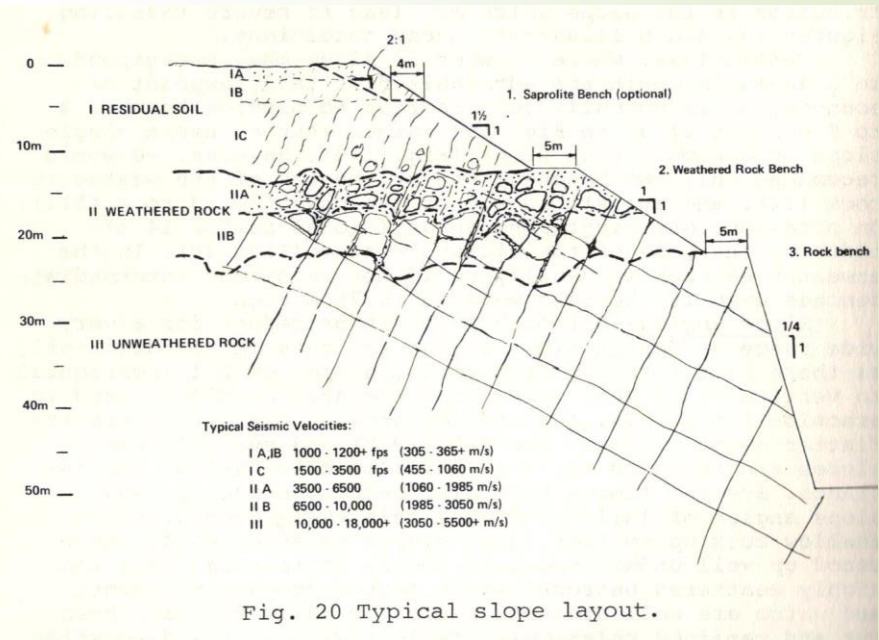 0
2:1
4m
IA
IB
1. Saprolite Bench (optional)
I RESIDUAL SOIL
1½
1
IC
10m
5m
2. Weathered Rock Bench
IIA
1
1
II WEATHERED ROCK
20m
IIB
5m
3. Rock bench
30m
1/4
1
III UNWEATHERED ROCK
40m
Typical Seismic Velocities:
I A,IB 1000 - 1200+ fps (305 - 365+ m/s)
I C 1500 - 3500 fps (455 - 1060 m/s)
II A 3500 - 6500 (1060 - 1985 m/s)
II B 6500 - 10,000 (1985 - 3050 m/s)
III 10,000 - 18,000+ (3050 - 5500+ m/s)
50m
Fig. 20 Typical slope layout.